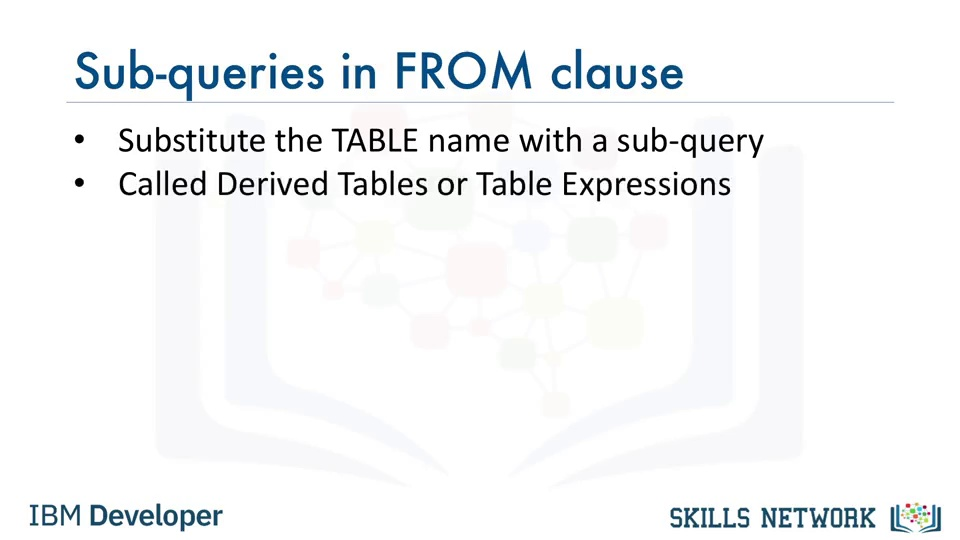 Sub-queries in FROM clause
• Substitute the TABLE name with a sub-query
• Called Derived Tables or Table Expressions
IBM Developer
SKILLS NETWORK